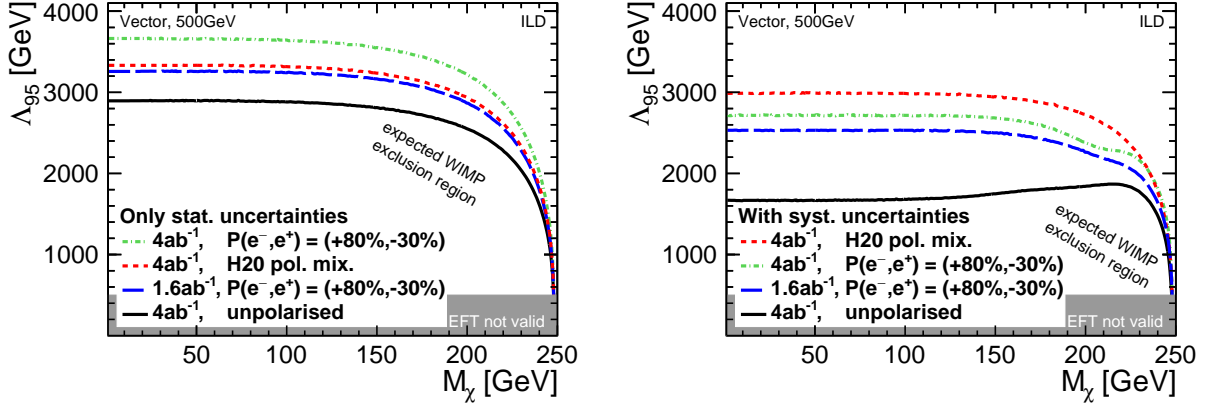 Vector, 500GeV ILD
Λ95 [GeV]
4000
3000
2000
1000
expected WIMP
exclusion region
Only stat. uncertainties
4ab⁻¹, P(e⁻,e⁺) = (+80%,-30%)
4ab⁻¹, H20 pol. mix.
1.6ab⁻¹, P(e⁻,e⁺) = (+80%,-30%)
4ab⁻¹, unpolarised
EFT not valid
0 50 100 150 200 250
Mχ [GeV]
Vector, 500GeV ILD
Λ95 [GeV]
4000
3000
2000
1000
expected WIMP
exclusion region
With syst. uncertainties
4ab⁻¹, H20 pol. mix.
4ab⁻¹, P(e⁻,e⁺) = (+80%,-30%)
1.6ab⁻¹, P(e⁻,e⁺) = (+80%,-30%)
4ab⁻¹, unpolarised
EFT not valid
0 50 100 150 200 250
Mχ [GeV]